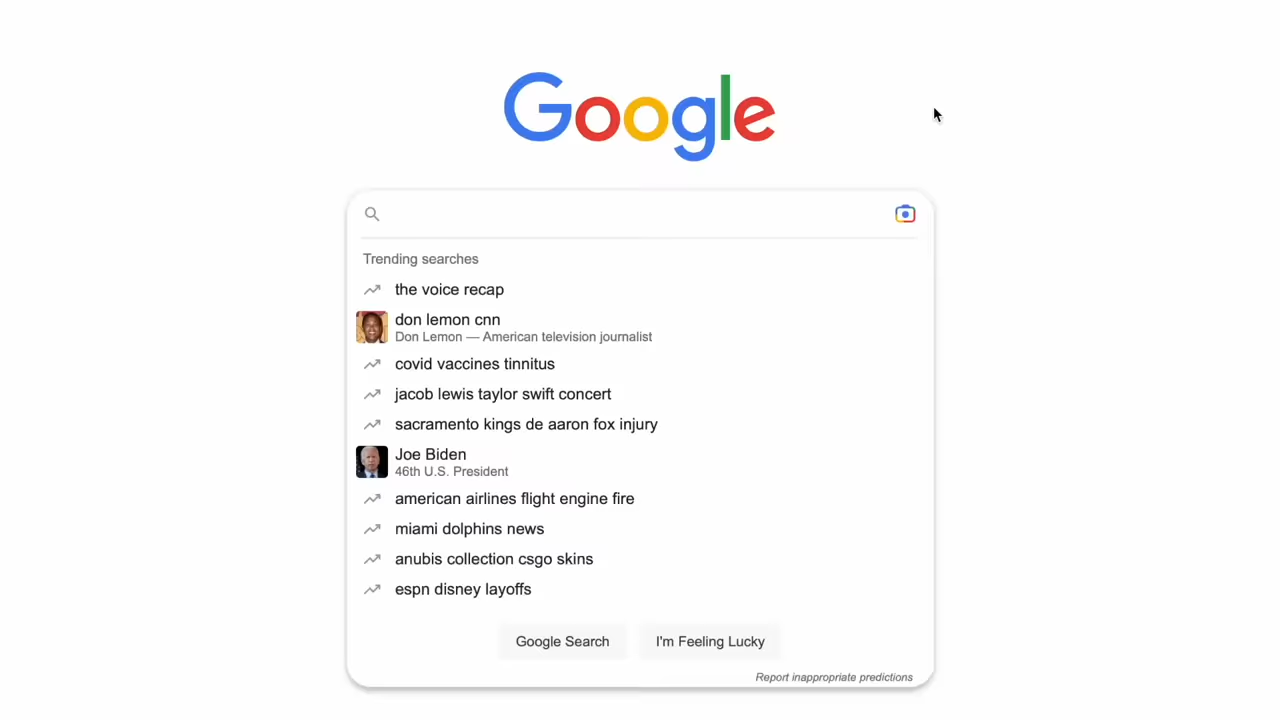 Google
Trending searches
the voice recap
don lemon cnn
Don Lemon — American television journalist
covid vaccines tinnitus
jacob lewis taylor swift concert
sacramento kings de aaron fox injury
Joe Biden
46th U.S. President
american airlines flight engine fire
miami dolphins news
anubis collection csgo skins
espn disney layoffs
Google Search I'm Feeling Lucky
Report inappropriate predictions